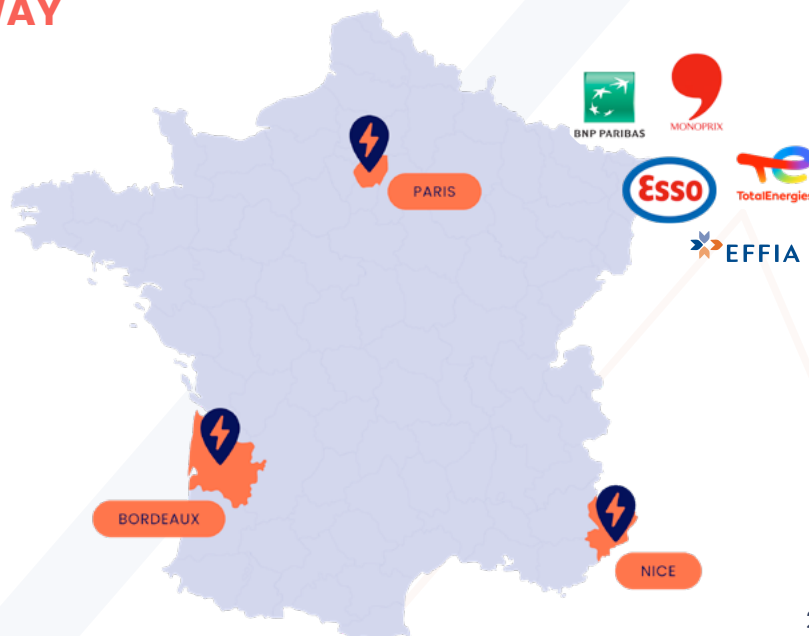 WAY
BNP PARIBAS
MONOPRIX
PARIS
Esso
TotalEnergies
EFFIA
BORDEAUX
NICE